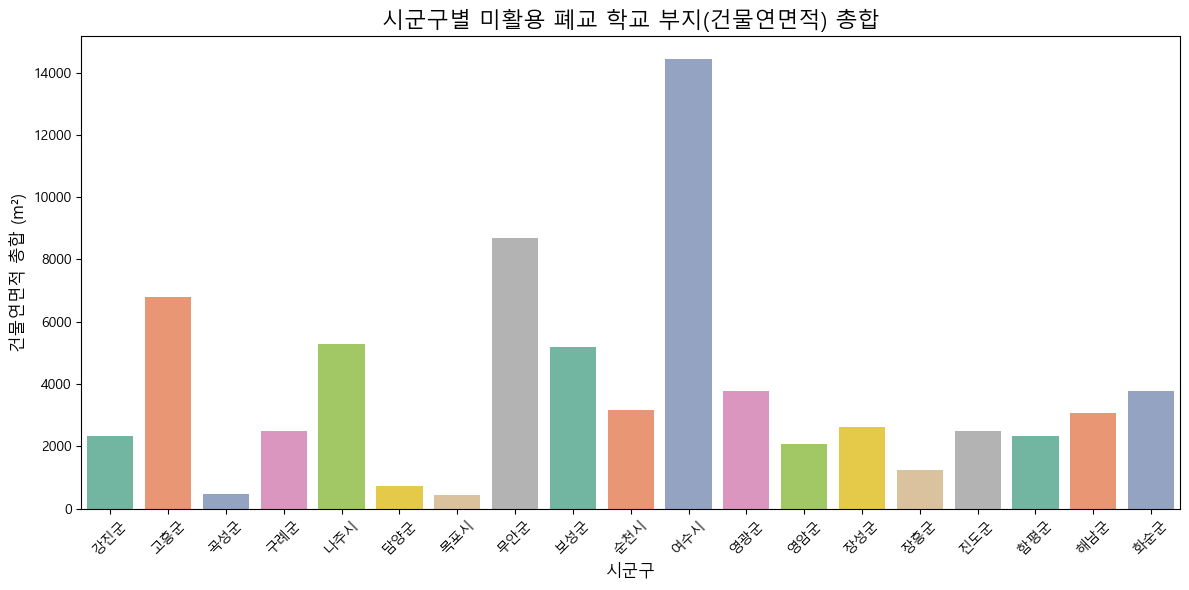 시군구별 미활용 폐교 학교 부지(건물연면적) 총합
건물연면적 총합 (m²)
14000
12000
10000
8000
6000
4000
2000
0
강진군 고흥군 곡성군 구례군 나주시 담양군 목포시 무안군 보성군 순천시 여수시 영광군 영암군 장성군 장흥군 진도군 함평군 해남군 화순군
시군구